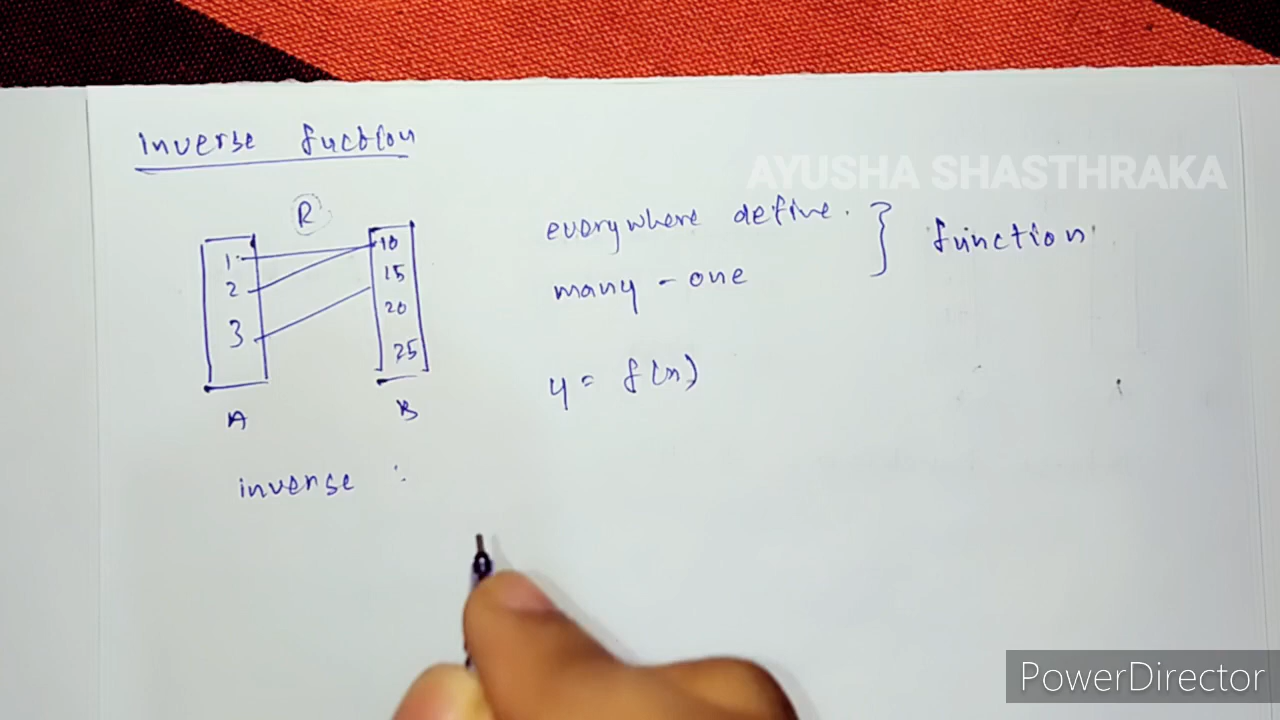 inverse fuction
AYUSHA SHASTHRAKA
R
everywhere define.
many - one
} function
1 10
2 15
3 20
25
A B
y = f(x)
inverse :
PowerDirector